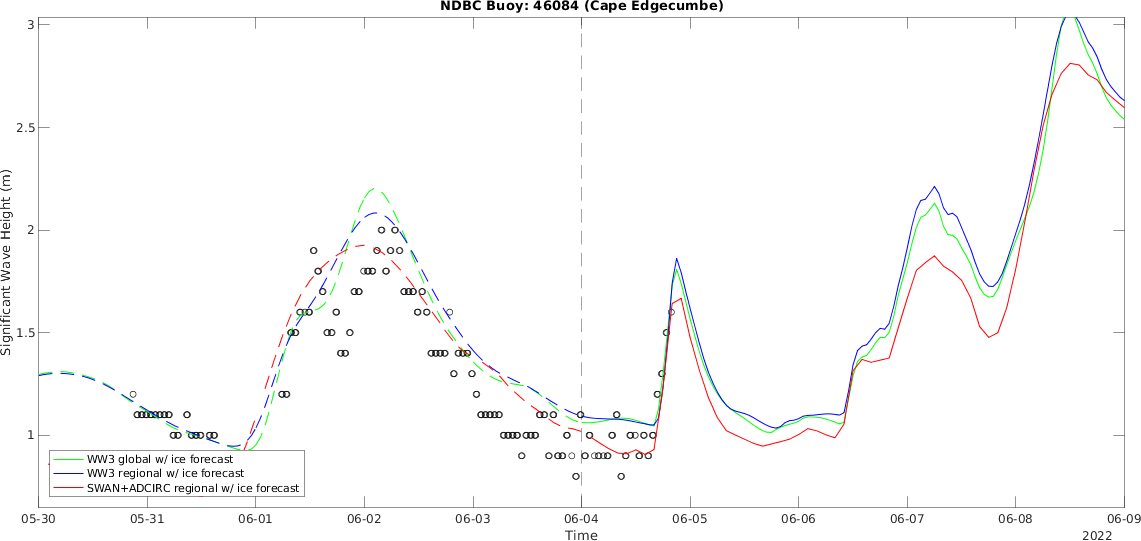 NDBC Buoy: 46084 (Cape Edgecumbe)
3
2.5
2
1.5
1
Significant Wave Height (m)
WW3 global w/ ice forecast
WW3 regional w/ ice forecast
SWAN+ADCIRC regional w/ ice forecast
05-30 05-31 06-01 06-02 06-03 06-04 06-05 06-06 06-07 06-08 06-09
Time
2022